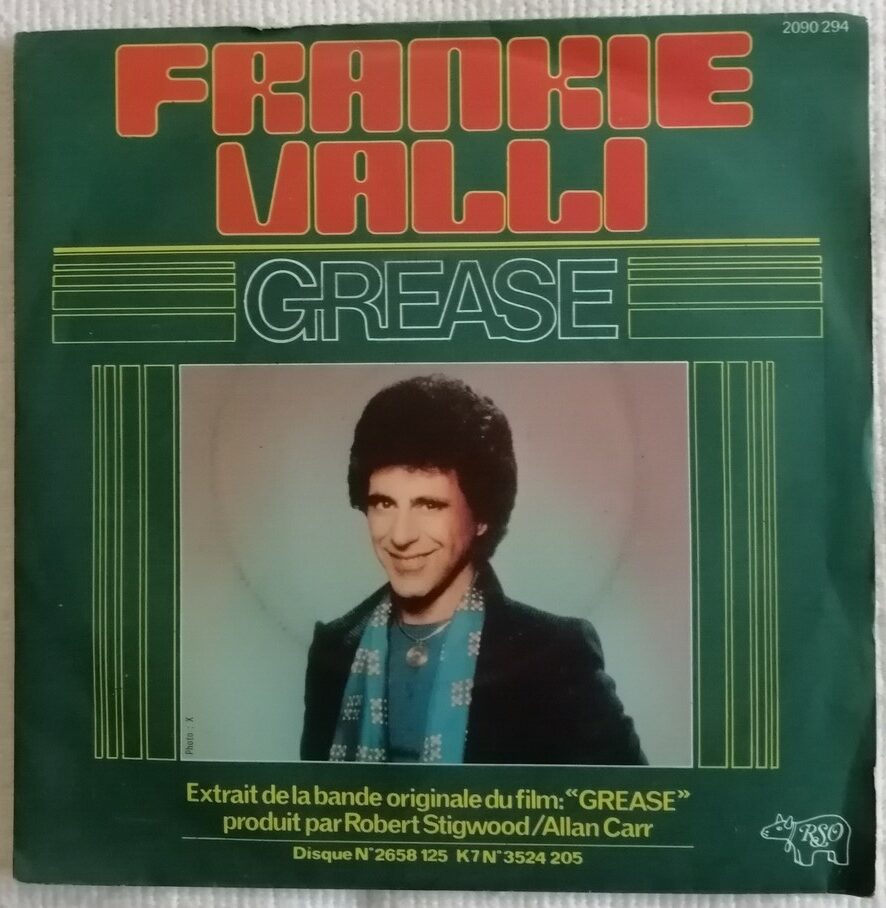 2090 294
FRANKIE
VALLI
GREASE
Photo : X
Extrait de la bande originale du film: «GREASE»
produit par Robert Stigwood/Allan Carr
Disque N° 2658 125 K7 N° 3524 205
RSO